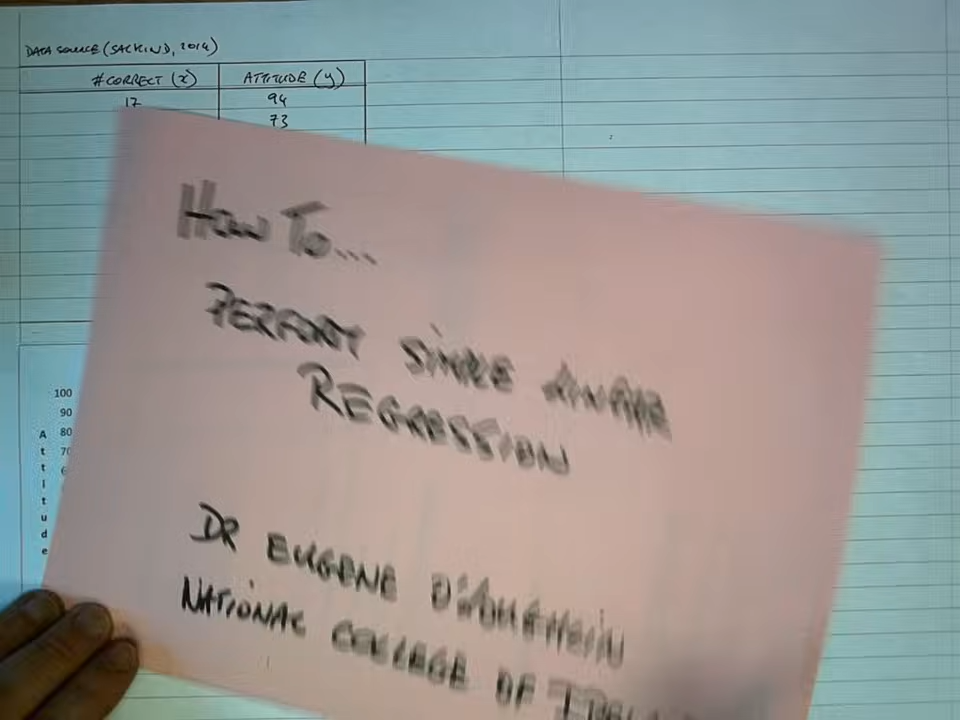 DATA SOURCE (SACKIND, 2014)
#CORRECT (x) ATTITUDE (y)
17 94
73
HOW TO...
PERFORM SIMPLE LINEAR
REGRESSION
DR EUGENE
NATIONAL COLLEGE OF
100
90
80
Attitude